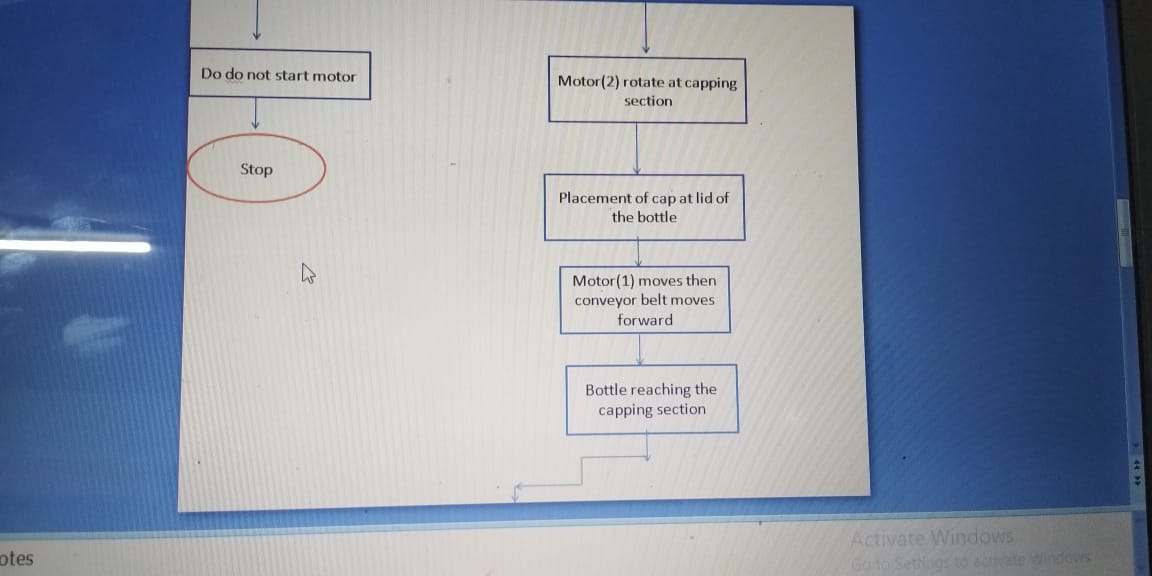 Do do not start motor
Stop
Motor(2) rotate at capping
section
Placement of cap at lid of
the bottle
Motor(1) moves then
conveyor belt moves
forward
Bottle reaching the
capping section
otes
Activate Windows
Go to Settings to activate Windows